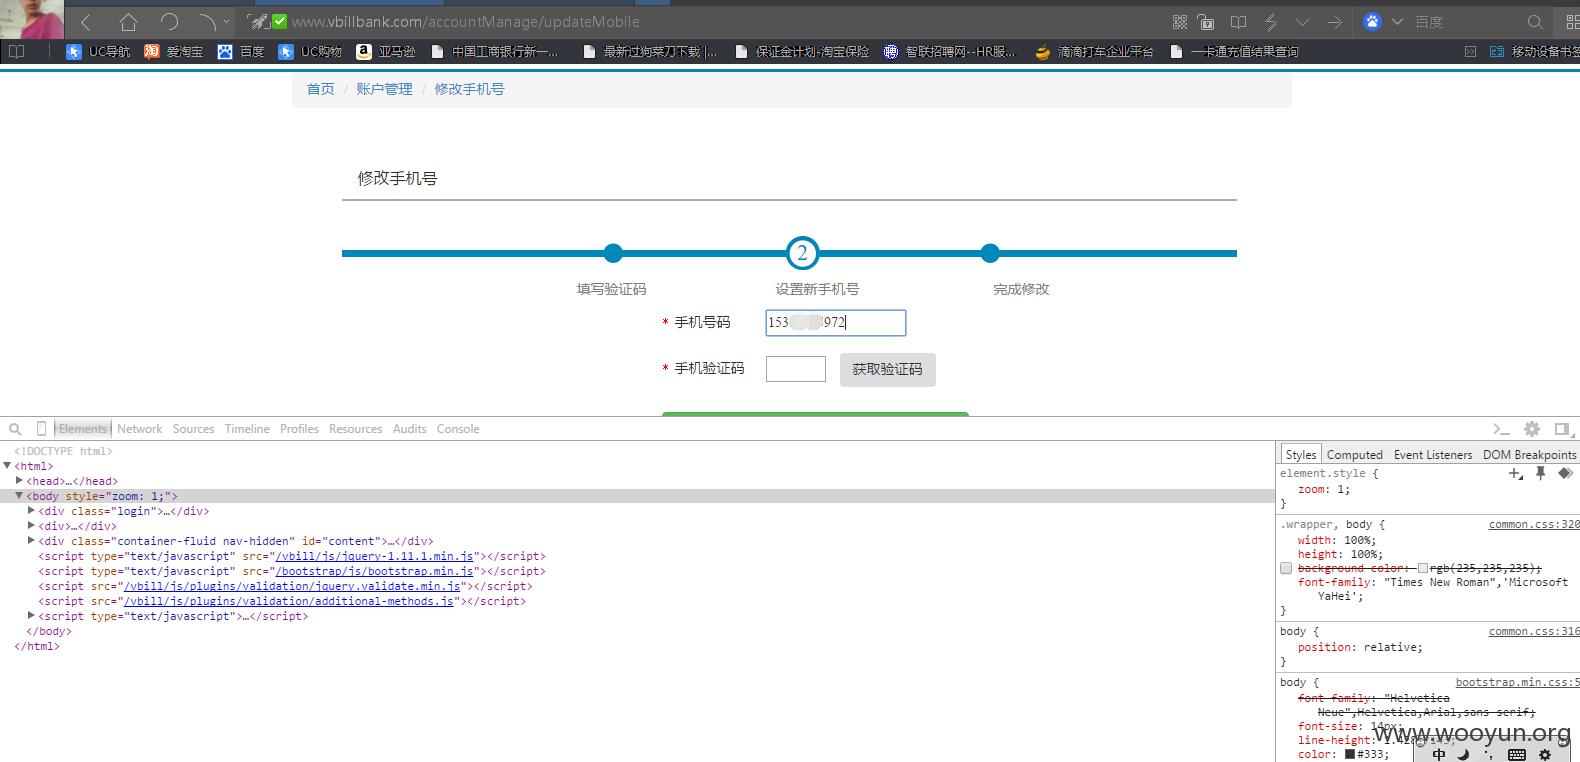 www.vbillbank.com/accountManage/updateMobile 百度
UC导航 爱淘宝 百度 UC购物 亚马逊 中国工商银行新一... 最新过狗菜刀下载 |... 保证金计划-淘宝保险 智联招聘网--HR服... 滴滴打车企业平台 一卡通充值结果查询 移动设备书签
首页 / 账户管理 / 修改手机号
修改手机号
2
填写验证码 设置新手机号 完成修改
* 手机号码 153 972
* 手机验证码 获取验证码
Elements Network Sources Timeline Profiles Resources Audits Console
<!DOCTYPE html>
<html>
<head>…</head>
<body style="zoom: 1;">
<div class="login">…</div>
<div>…</div>
<div class="container-fluid nav-hidden" id="content">…</div>
<script type="text/javascript" src="/vbill/js/jquery-1.11.1.min.js"></script>
<script type="text/javascript" src="/bootstrap/js/bootstrap.min.js"></script>
<script src="/vbill/js/plugins/validation/jquery.validate.min.js"></script>
<script src="/vbill/js/plugins/validation/additional-methods.js"></script>
<script type="text/javascript">…</script>
</body>
</html>
Styles Computed Event Listeners DOM Breakpoints
element.style {
zoom: 1;
}
.wrapper, body { common.css:320
width: 100%;
height: 100%;
background-color: rgb(235,235,235);
font-family: "Times New Roman",'Microsoft
YaHei';
}
body { common.css:316
position: relative;
}
body { bootstrap.min.css:5
font-family: "Helvetica
Neue",Helvetica,Arial,sans-serif;
font-size: 14px;
line-height: 1.428
color: #333;
www.wooyun.org
中